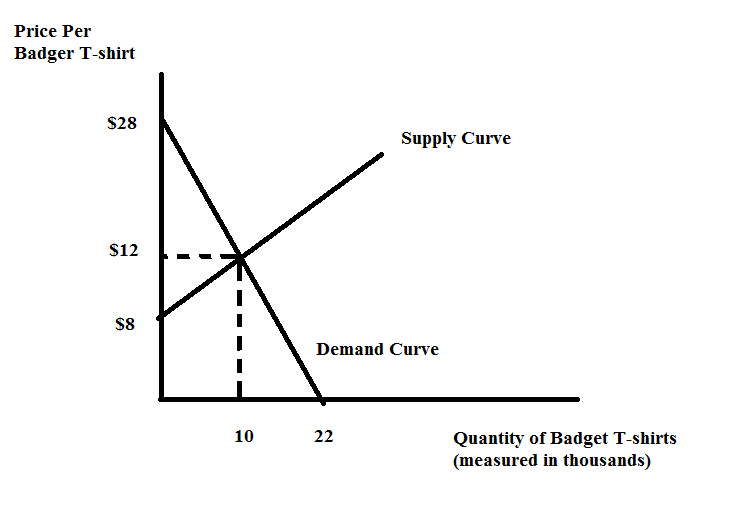 Price Per
Badger T-shirt
$28
Supply Curve
$12
$8
Demand Curve
10
22
Quantity of Badget T-shirts
(measured in thousands)